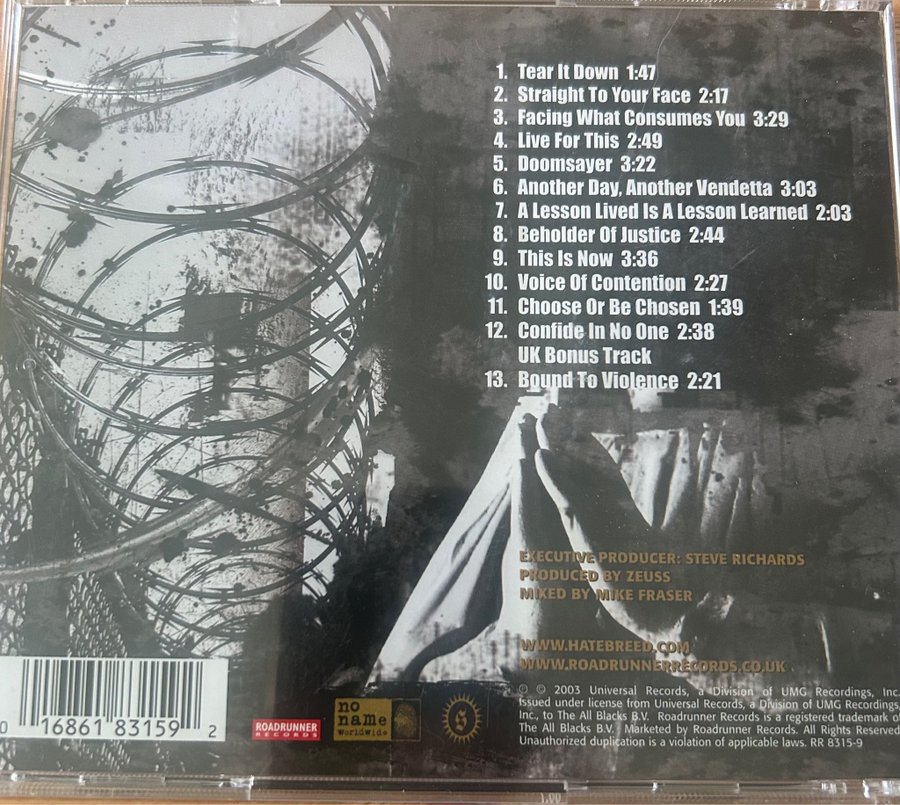 1. Tear It Down 1:47
2. Straight To Your Face 2:17
3. Facing What Consumes You 3:29
4. Live For This 2:49
5. Doomsayer 3:22
6. Another Day, Another Vendetta 3:03
7. A Lesson Lived Is A Lesson Learned 2:03
8. Beholder Of Justice 2:44
9. This Is Now 3:36
10. Voice Of Contention 2:27
11. Choose Or Be Chosen 1:39
12. Confide In No One 2:38
UK Bonus Track
13. Bound To Violence 2:21
EXECUTIVE PRODUCER: STEVE RICHARDS
PRODUCED BY ZEUSS
MIXED BY MIKE FRASER
WWW.HATEBREED.COM
WWW.ROADRUNNERRECORDS.CO.UK
℗ © 2003 Universal Records, a Division of UMG Recordings, Inc.
Issued under license from Universal Records, a Division of UMG Recordings,
Inc., to The All Blacks B.V. Roadrunner Records is a registered trademark of
The All Blacks B.V. Marketed by Roadrunner Records. All Rights Reserved
Unauthorized duplication is a violation of applicable laws. RR 8315-9
0 16861 83159 2
ROADRUNNER
RECORDS
no
name
worldwide